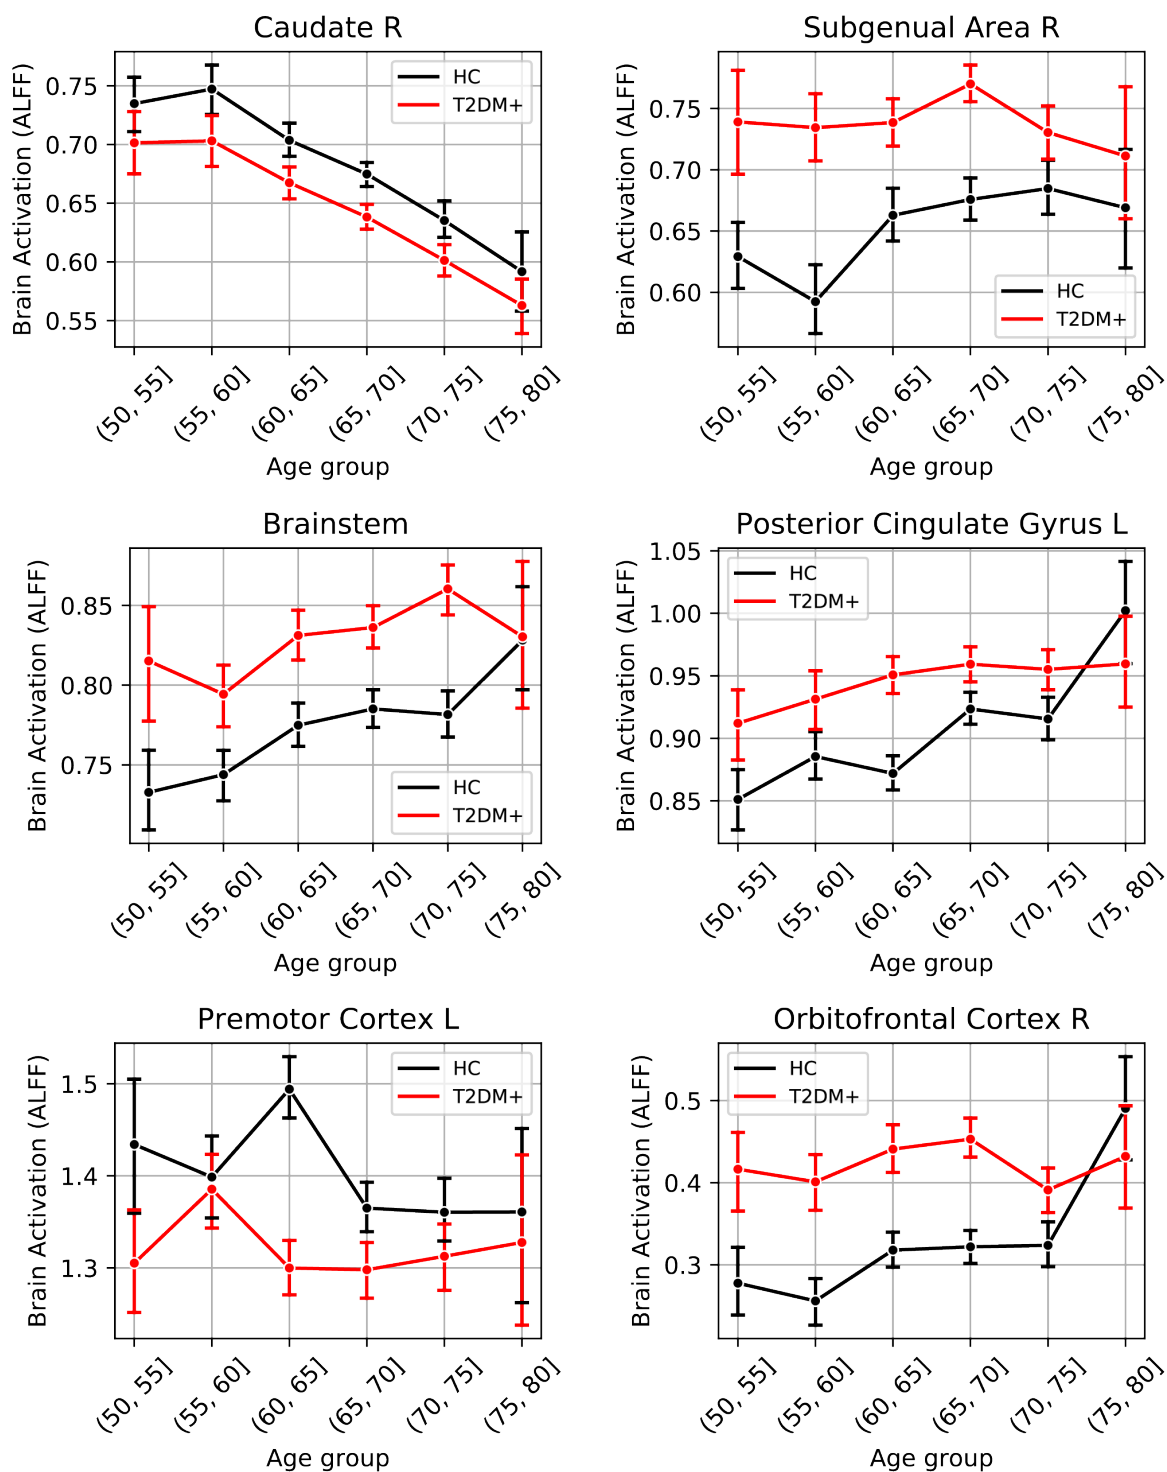 Caudate R
Brain Activation (ALFF)
0.75
0.70
0.65
0.60
0.55
HC
T2DM+
(50, 55]
(55, 60]
(60, 65]
(65, 70]
(70, 75]
(75, 80]
Age group
Subgenual Area R
Brain Activation (ALFF)
0.75
0.70
0.65
0.60
HC
T2DM+
(50, 55]
(55, 60]
(60, 65]
(65, 70]
(70, 75]
(75, 80]
Age group
Brainstem
Brain Activation (ALFF)
0.85
0.80
0.75
HC
T2DM+
(50, 55]
(55, 60]
(60, 65]
(65, 70]
(70, 75]
(75, 80]
Age group
Posterior Cingulate Gyrus L
Brain Activation (ALFF)
1.05
1.00
0.95
0.90
0.85
HC
T2DM+
(50, 55]
(55, 60]
(60, 65]
(65, 70]
(70, 75]
(75, 80]
Age group
Premotor Cortex L
Brain Activation (ALFF)
1.5
1.4
1.3
HC
T2DM+
(50, 55]
(55, 60]
(60, 65]
(65, 70]
(70, 75]
(75, 80]
Age group
Orbitofrontal Cortex R
Brain Activation (ALFF)
0.5
0.4
0.3
HC
T2DM+
(50, 55]
(55, 60]
(60, 65]
(65, 70]
(70, 75]
(75, 80]
Age group